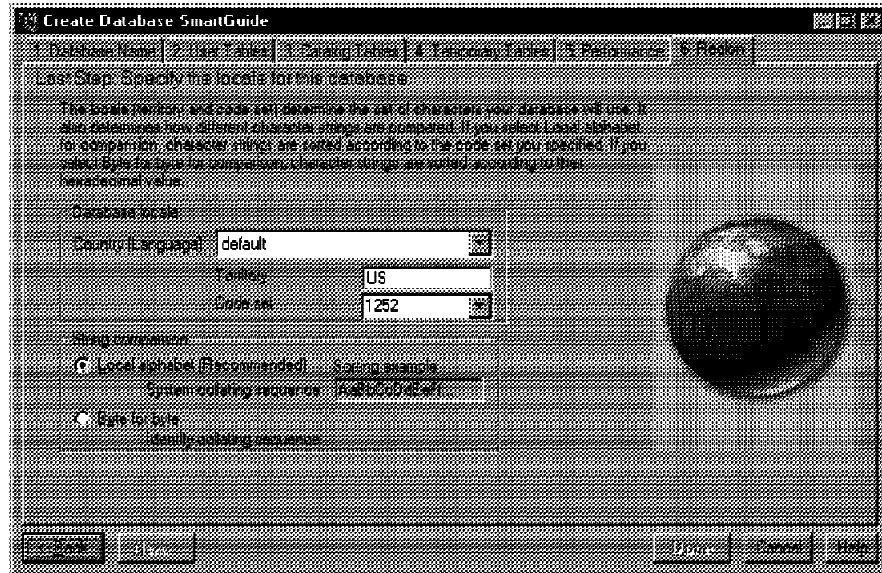 Create Database SmartGuide
1. Database Name 2. User Tables 3. Catalog Tables 4. Temporary Tables 5. Performance 6. Region
Last Step: Specify the locale for this database.
The locale (territory and code set) determine the set of characters your database will use. It
also determines how different character strings are compared. If you select Local alphabet
for comparison, character strings are sorted according to the code set you specified. If you
select Byte for byte for comparison, character strings are sorted according to their
hexadecimal value.
Database locale
Country (Language) default
Territory US
Code set 1252
String comparison
Local alphabet (Recommended) Sorting example
System collating sequence AaBbCcDdEeFf...
Byte for byte
Identity collating sequence
Back Next Done Cancel Help